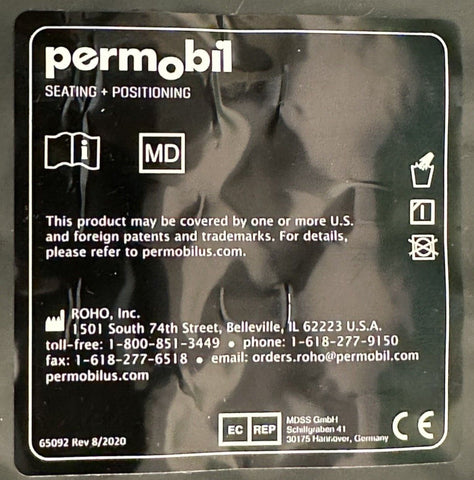 permobil
SEATING + POSITIONING
i
MD
This product may be covered by one or more U.S.
and foreign patents and trademarks. For details,
please refer to permobilus.com.
ROHO, Inc.
1501 South 74th Street, Belleville, IL 62223 U.S.A.
toll-free: 1-800-851-3449 • phone: 1-618-277-9150
fax: 1-618-277-6518 • email: orders.roho@permobil.com
permobilus.com
65092 Rev 8/2020
EC REP
MDSS GmbH
Schiffgraben 41
30175 Hannover, Germany
CE